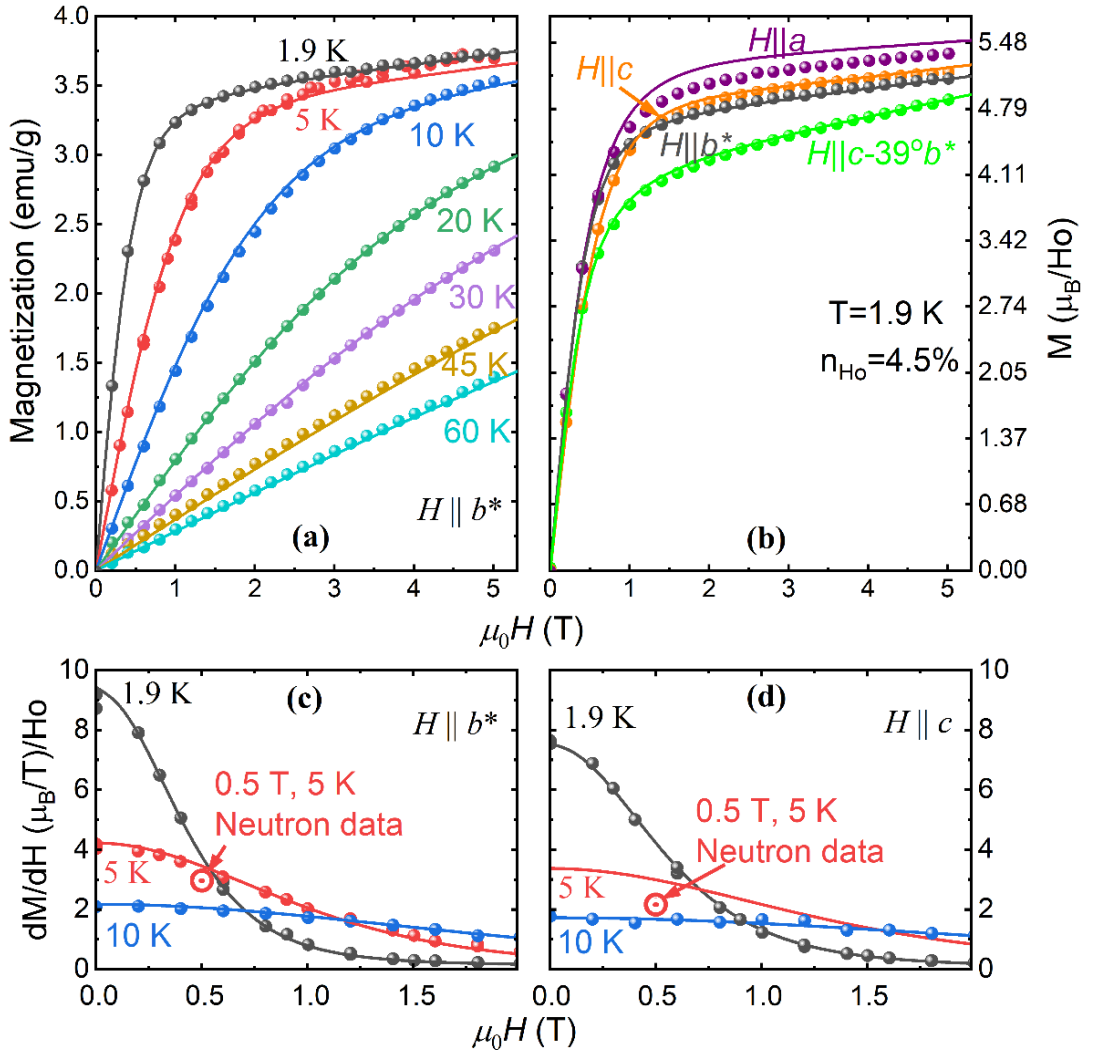 4.0
3.5
3.0
2.5
2.0
1.5
1.0
0.5
0.0
Magnetization (emu/g)
1.9 K
5 K
10 K
20 K
30 K
45 K
60 K
(a)
H || b*
0
1
2
3
4
5
H||a
H||c
H||b*
H||c-39°b*
T=1.9 K
n_Ho=4.5%
(b)
0
1
2
3
4
5
5.48
4.79
4.11
3.42
2.74
2.05
1.37
0.68
0.00
M (μ_B/Ho)
μ₀H (T)
10
8
6
4
2
0
dM/dH (μ_B/T)/Ho
1.9 K
(c)
H || b*
0.5 T, 5 K
Neutron data
5 K
10 K
0.0
0.5
1.0
1.5
(d)
1.9 K
H || c
0.5 T, 5 K
Neutron data
5 K
10 K
0.0
0.5
1.0
1.5
10
8
6
4
2
0
μ₀H (T)